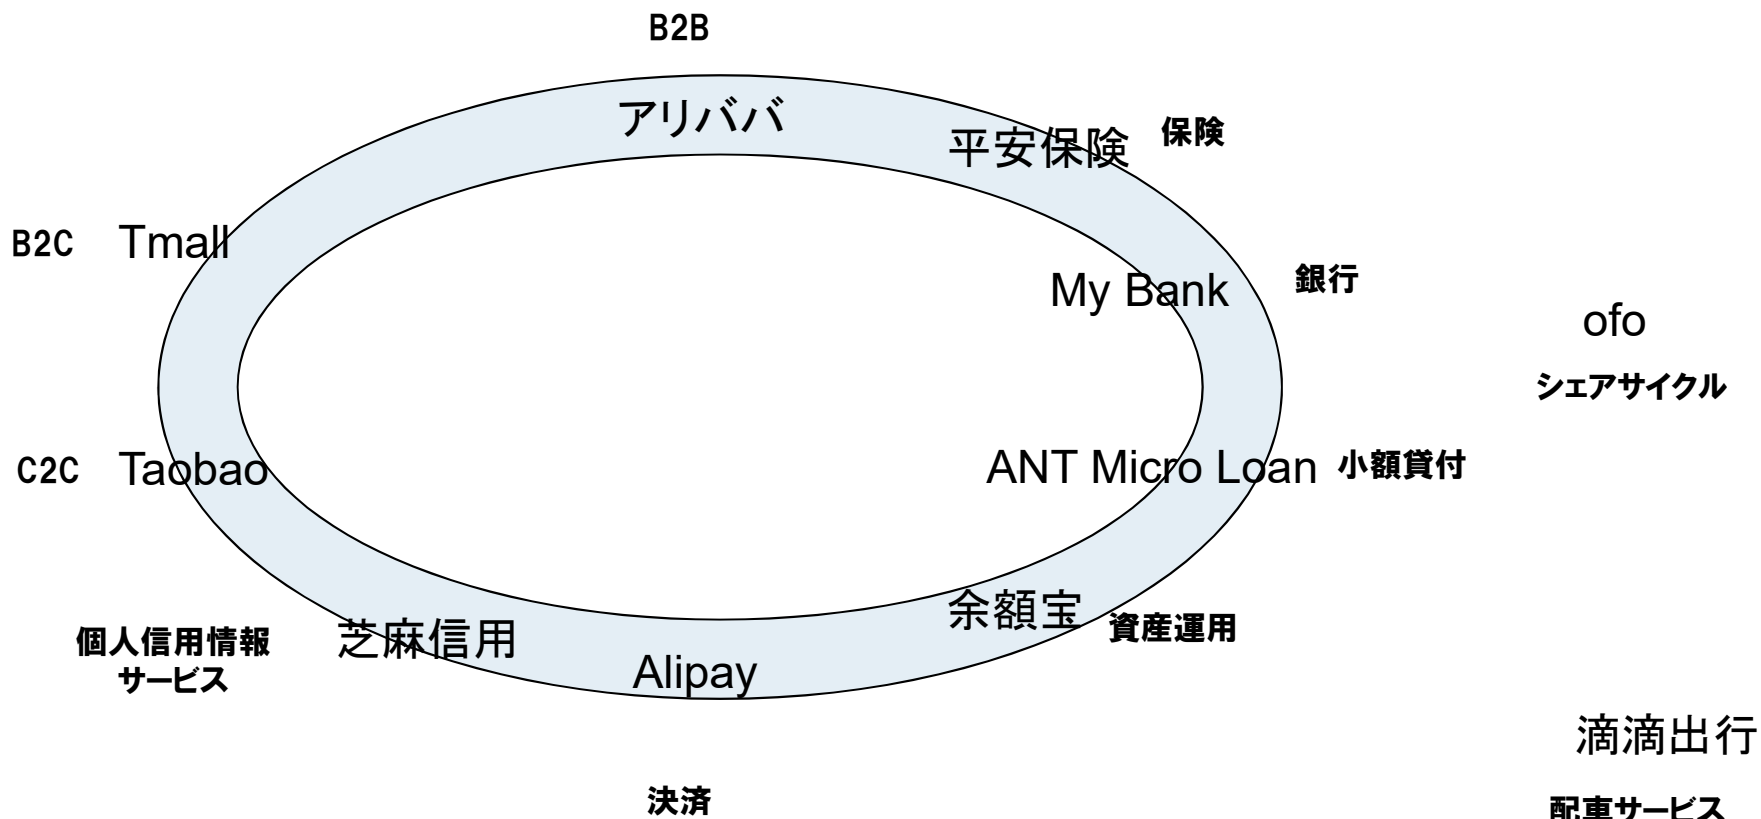 B2B
アリババ
平安保険
保険
B2C
Tmall
My Bank
銀行
ofo
シェアサイクル
C2C
Taobao
ANT Micro Loan
小額貸付
余額宝
資産運用
個人信用情報
サービス
芝麻信用
Alipay
滴滴出行
決済
配車サービス